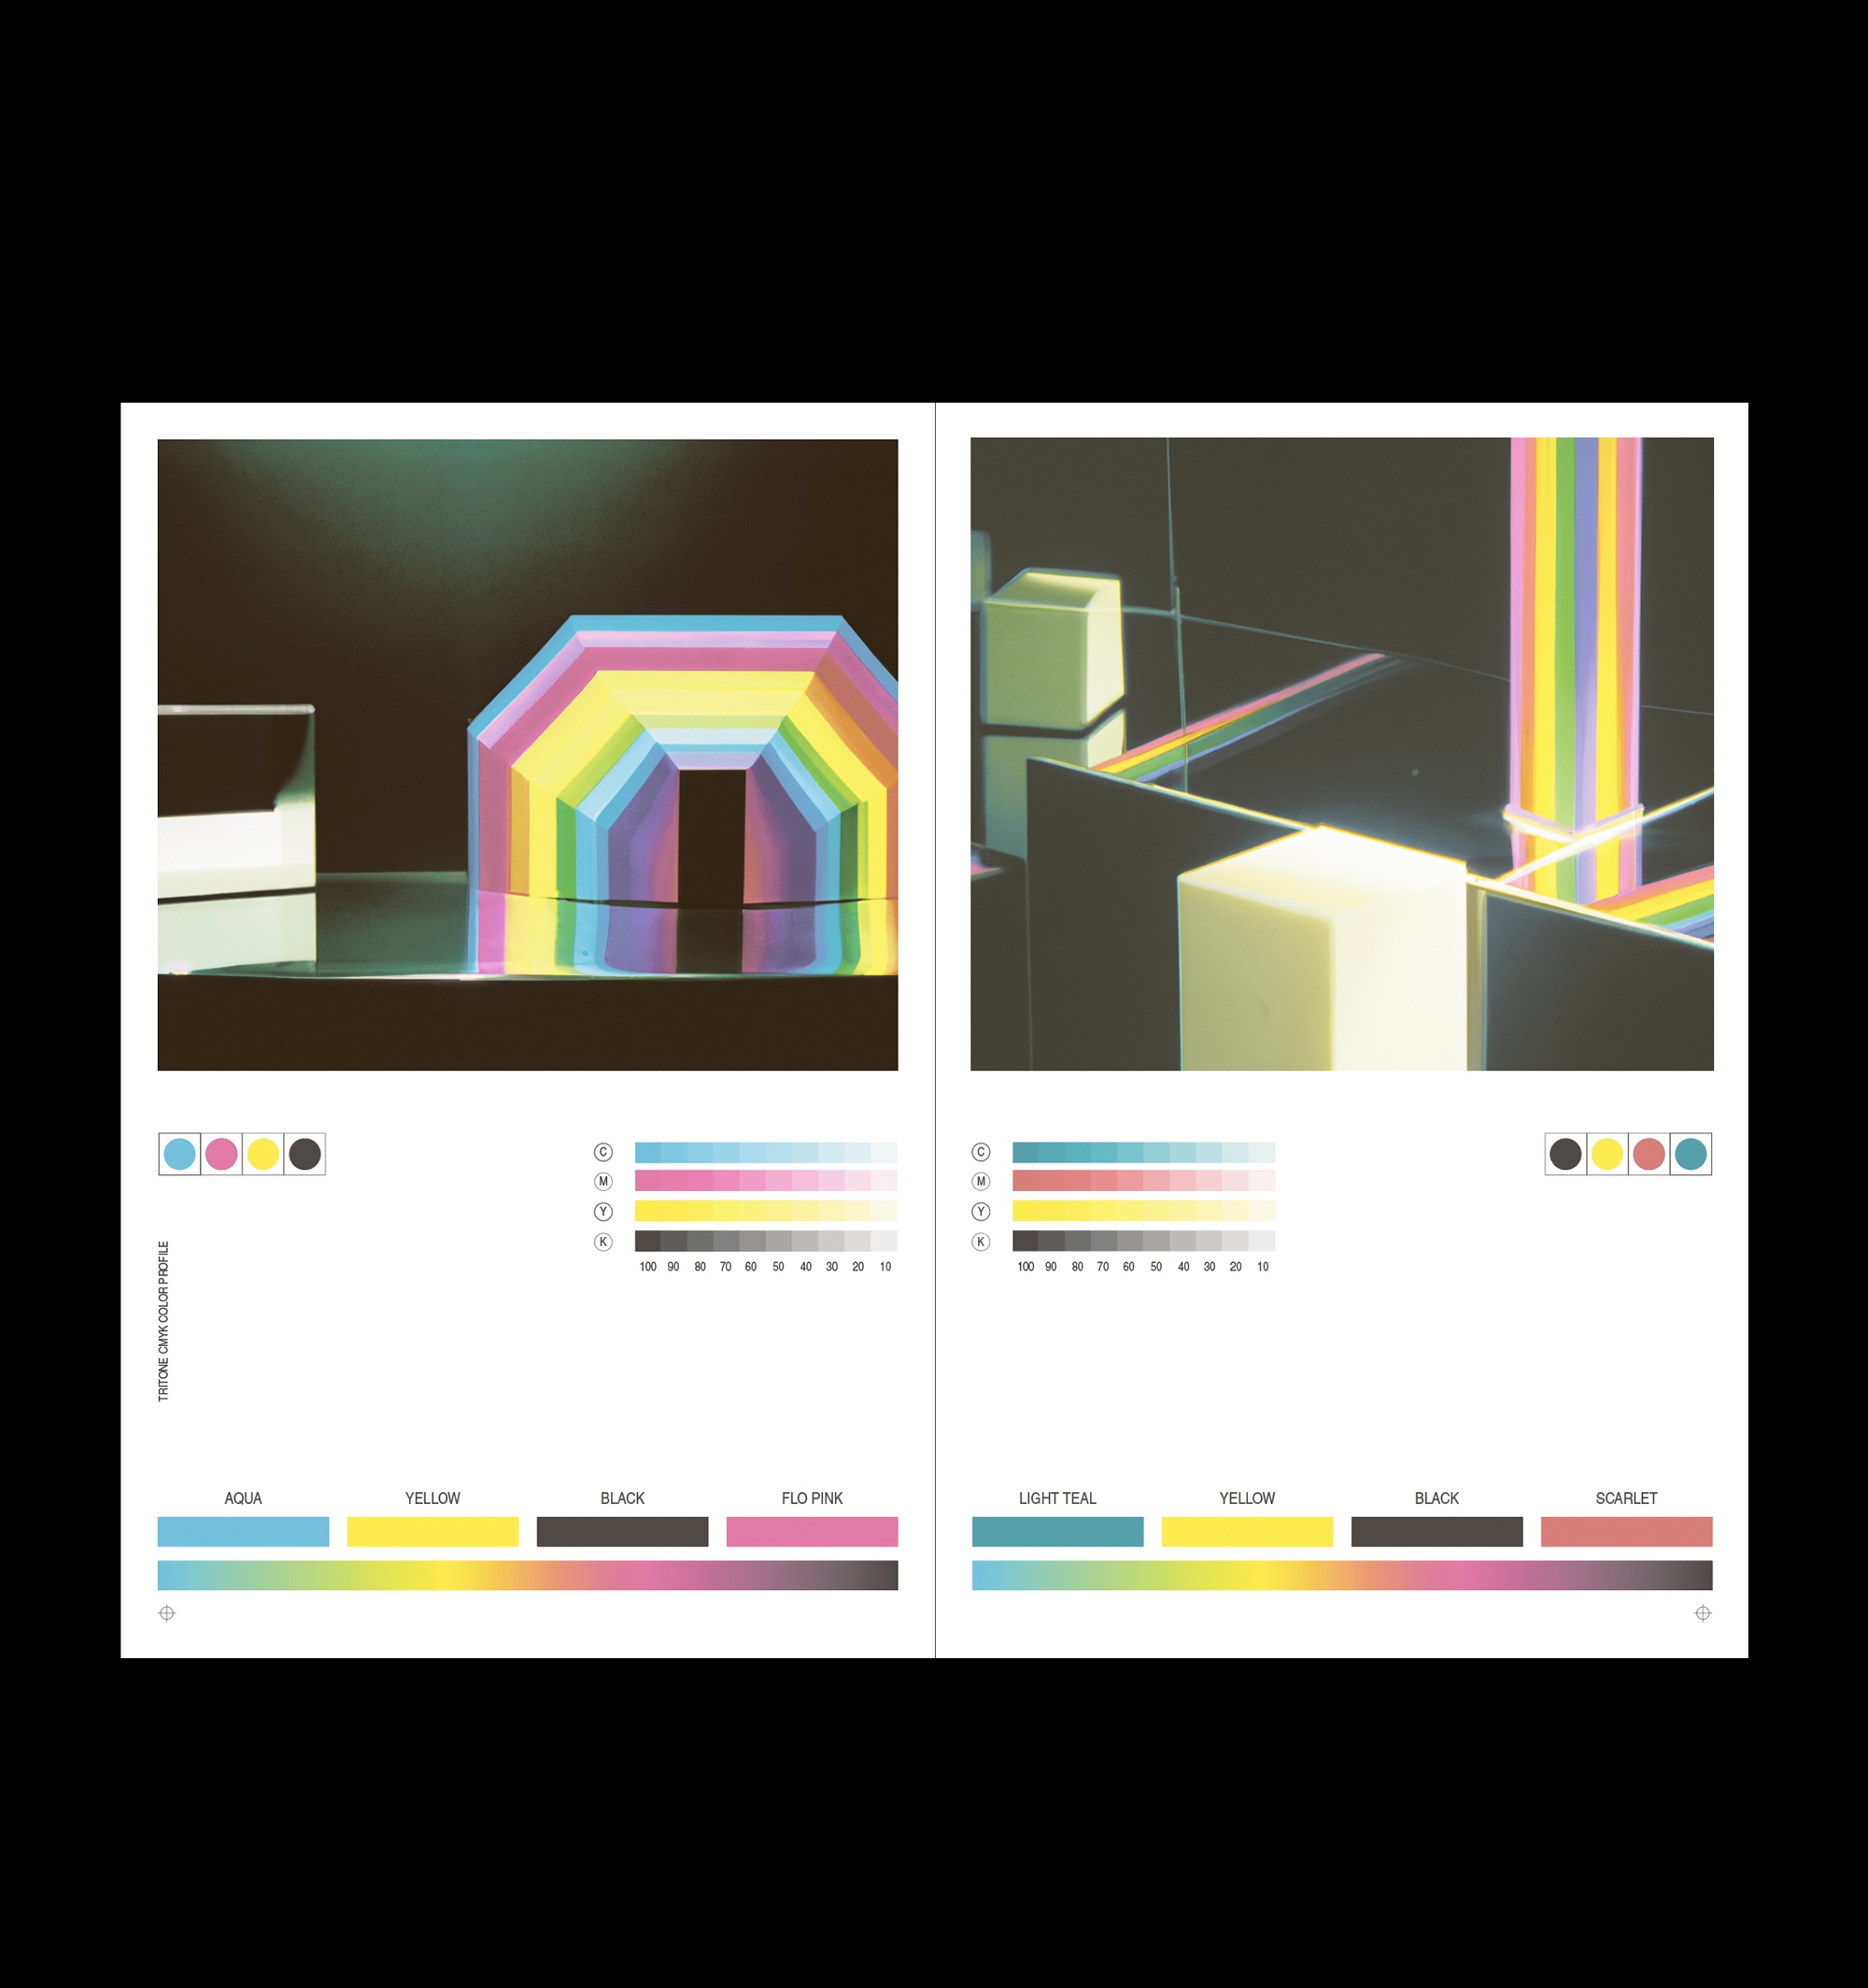 C
M
Y
K
100 90 80 70 60 50 40 30 20 10
TRITONE CMYK COLOR PROFILE
AQUA YELLOW BLACK FLO PINK
C
M
Y
K
100 90 80 70 60 50 40 30 20 10
LIGHT TEAL YELLOW BLACK SCARLET